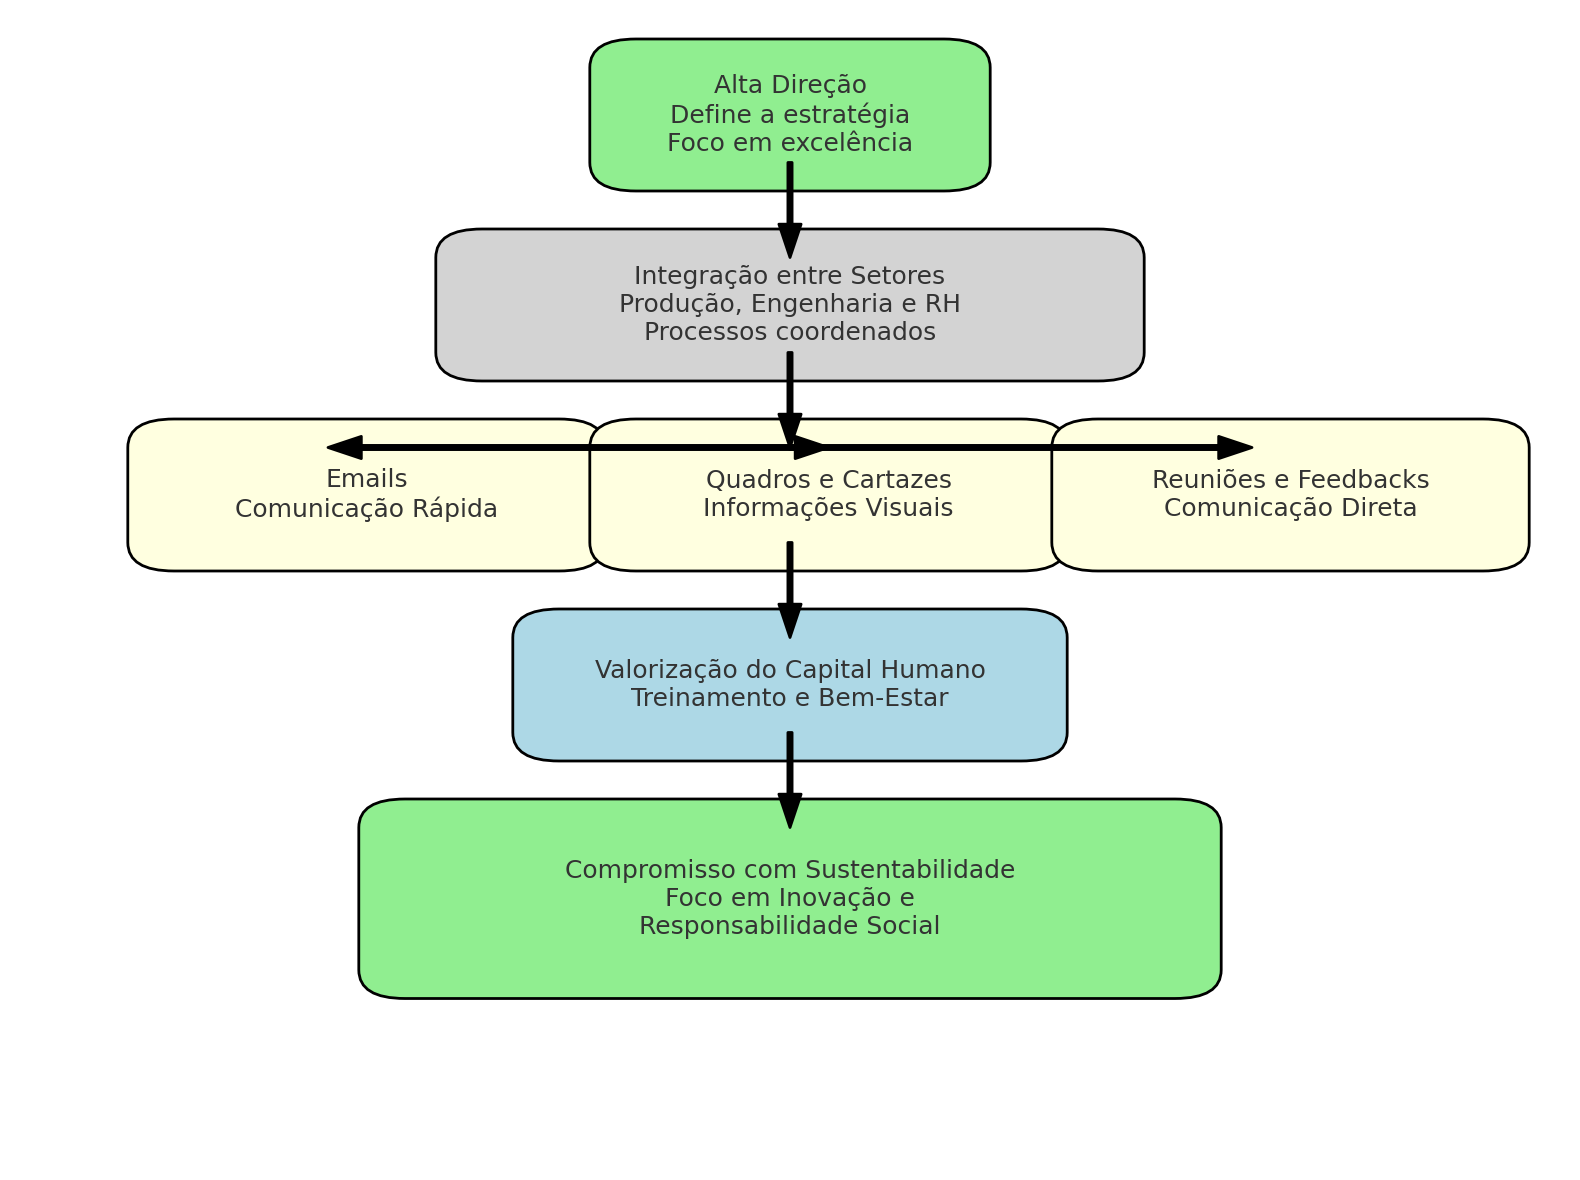 Alta Direção
Define a estratégia
Foco em excelência
Integração entre Setores
Produção, Engenharia e RH
Processos coordenados
Emails
Comunicação Rápida
Quadros e Cartazes
Informações Visuais
Reuniões e Feedbacks
Comunicação Direta
Valorização do Capital Humano
Treinamento e Bem-Estar
Compromisso com Sustentabilidade
Foco em Inovação e
Responsabilidade Social